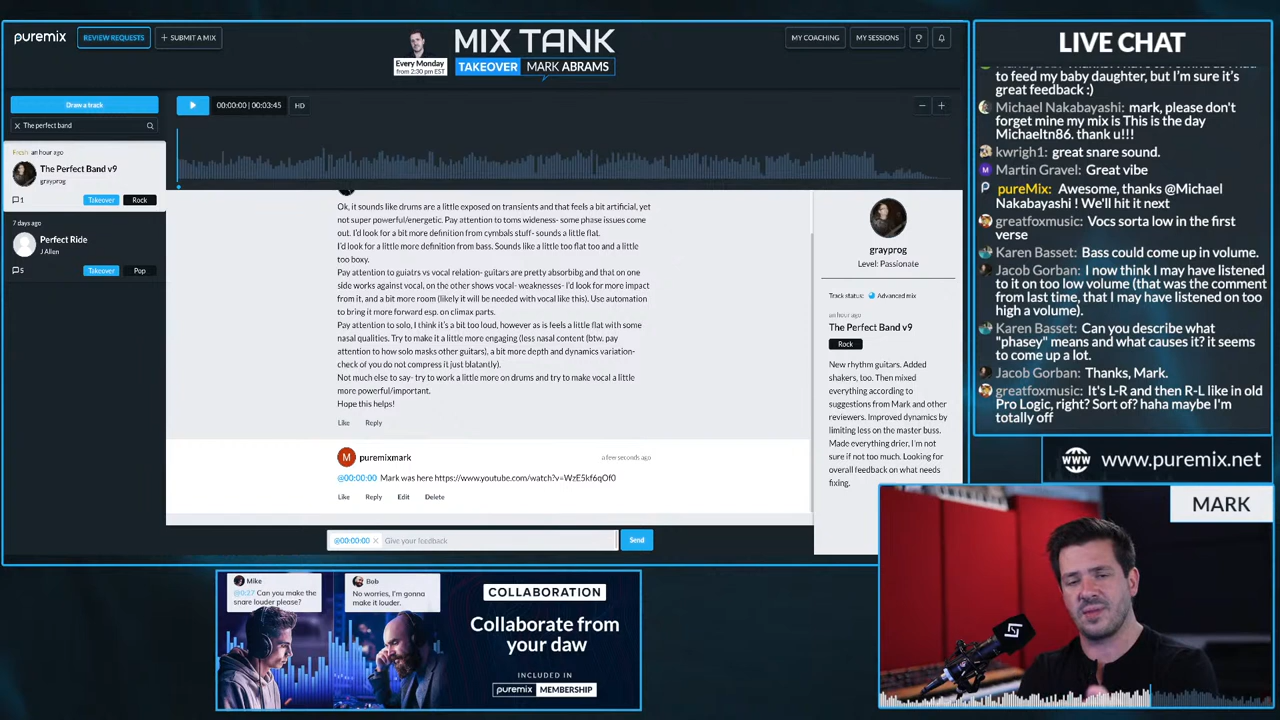 puremix
REVIEW REQUESTS
+ SUBMIT A MIX
Every Monday
from 2:30 pm EST
MIX TANK
TAKEOVER MARK ABRAMS
MY COACHING
MY SESSIONS
Draw a track
× The perfect band
00:00:00 | 00:03:45
HD
Fresh an hour ago
The Perfect Band v9
grayprog
1
Takeover
Rock
7 days ago
Perfect Ride
J Allen
5
Takeover
Pop
Ok, it sounds like drums are a little exposed on transients and that feels a bit artificial, yet
not super powerful/energetic. Pay attention to toms wideness- some phase issues come
out. I'd look for a bit more definition from cymbals stuff- sounds a little flat.
I'd look for a little more definition from bass. Sounds like a little too flat too and a little
too boxy.
Pay attention to guiatrs vs vocal relation- guitars are pretty absorbibg and that on one
side works against vocal, on the other shows vocal- weaknesses- I'd look for more impact
from it, and a bit more room (likely it will be needed with vocal like this). Use automation
to bring it more forward esp. on climax parts.
Pay attention to solo, I think it's a bit too loud, however as is feels a little flat with some
nasal qualities. Try to make it a little more engaging (less nasal content (btw. pay
attention to how solo masks other guitars), a bit more depth and dynamics variation-
check of you do not compress it just blatantly).
Not much else to say- try to work a little more on drums and try to make vocal a little
more powerful/important.
Hope this helps!
Like Reply
M puremixmark
a few seconds ago
@00:00:00 Mark was here https://www.youtube.com/watch?v=WzE5kf6qOf0
Like Reply Edit Delete
@00:00:00 × Give your feedback
Send
grayprog
Level: Passionate
Track status: Advanced mix
an hour ago
The Perfect Band v9
Rock
New rhythm guitars. Added
shakers, too. Then mixed
everything according to
suggestions from Mark and other
reviewers. Improved dynamics by
limiting less on the master buss.
Made everything drier, I'm not
sure if not too much. Looking for
overall feedback on what needs
fixing.
LIVE CHAT
to feed my baby daughter, but I'm sure it's
great feedback :)
Michael Nakabayashi: mark, please don't
forget mine my mix is This is the day
Michaeltn86. thank u!!!
kwrigh1: great snare sound.
Martin Gravel: Great vibe
pureMix: Awesome, thanks @Michael
Nakabayashi ! We'll hit it next
greatfoxmusic: Vocs sorta low in the first
verse
Karen Basset: Bass could come up in volume.
Jacob Gorban: I now think I may have listened
to it on too low volume (that was the comment
from last time, that I may have listened on too
high a volume).
Karen Basset: Can you describe what
"phasey" means and what causes it? it seems
to come up a lot.
Jacob Gorban: Thanks, Mark.
greatfoxmusic: It's L-R and then R-L like in old
Pro Logic, right? Sort of? haha maybe I'm
totally off
WWW
www.puremix.net
MARK
Mike
@0:27 Can you make the
snare louder please?
Bob
No worries, I'm gonna
make it louder.
COLLABORATION
Collaborate from
your daw
INCLUDED IN
puremix MEMBERSHIP